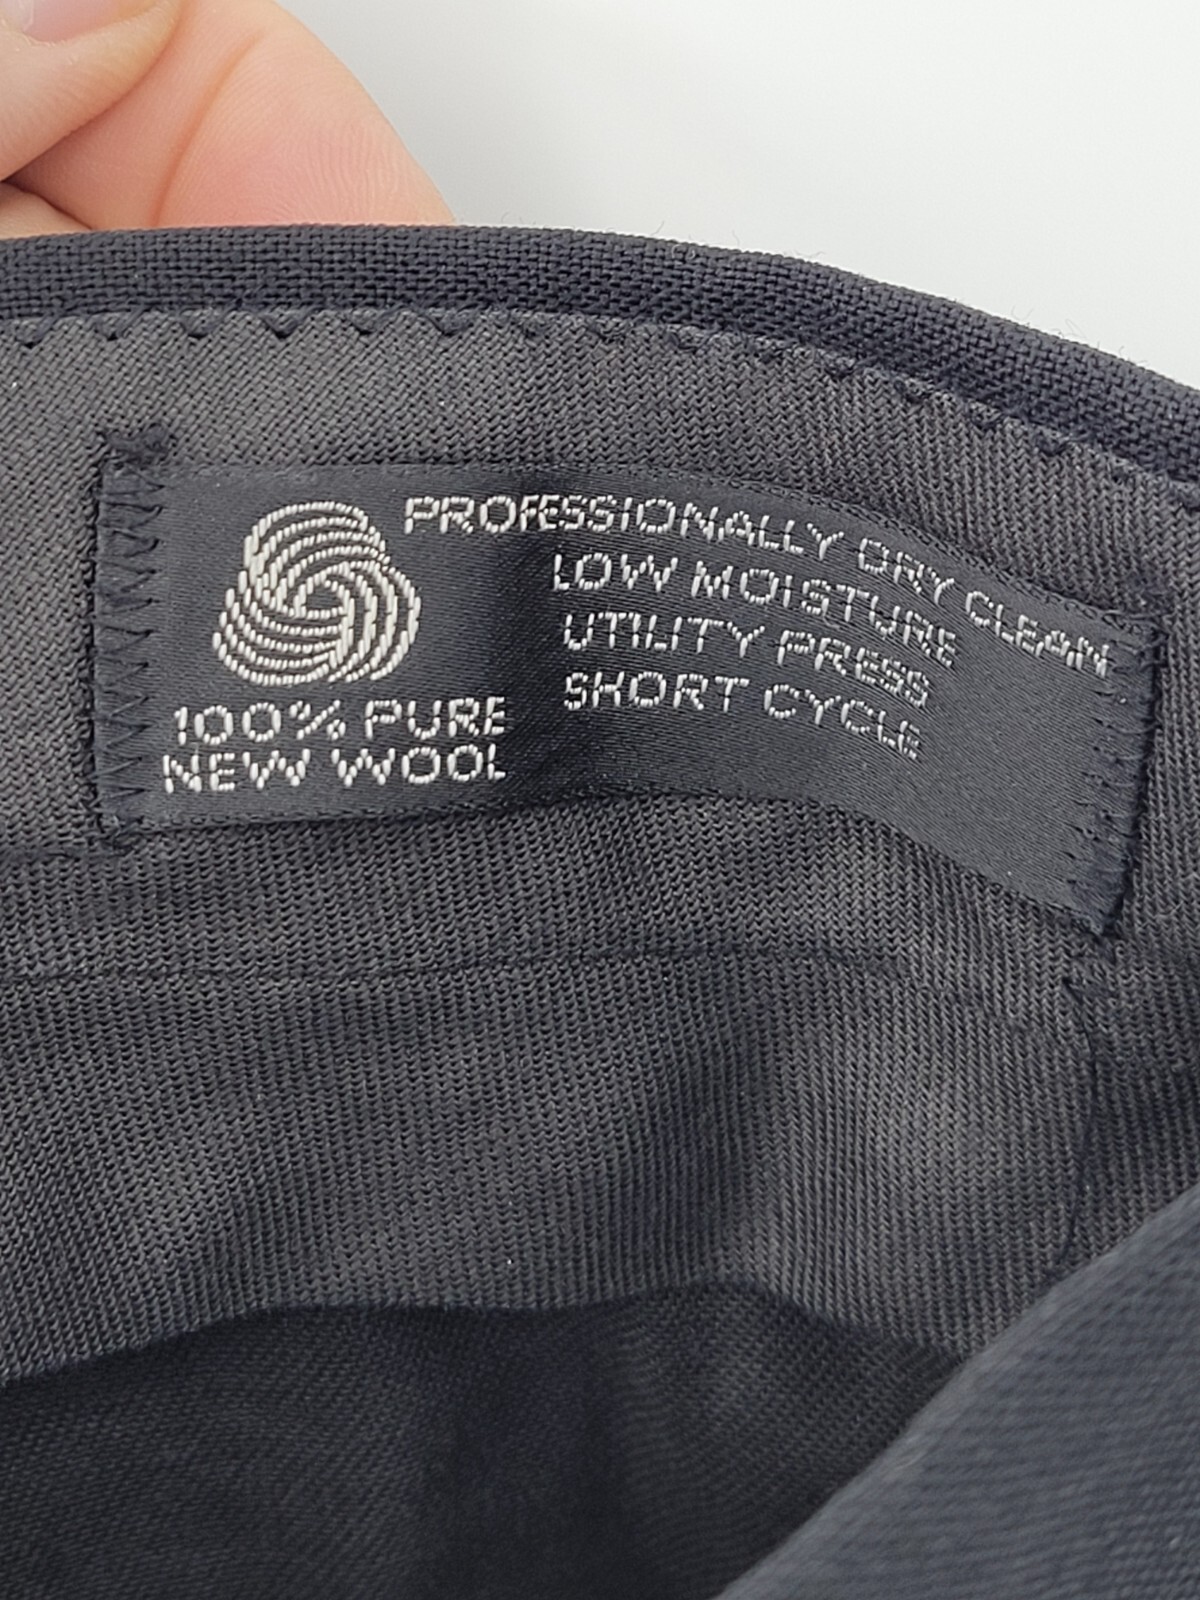 100% PURE
NEW WOOL
PROFESSIONALLY DRY CLEAN
LOW MOISTURE
UTILITY PRESS
SHORT CYCLE